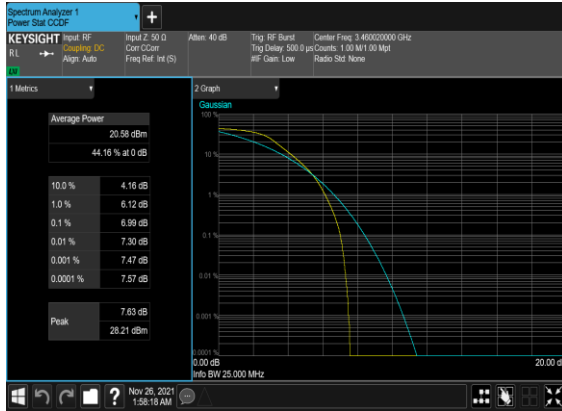 Spectrum Analyzer 1
Power Stat CCDF
+
KEYSIGHT Input: RF
RL
Coupling: DC
Align: Auto
Input Z: 50 Ω
Corr CCorr
Freq Ref: Int (S)
Atten: 40 dB
Trig: RF Burst
Trig Delay: 500.0 µs
#IF Gain: Low
Center Freq: 3.460020000 GHz
Counts: 1.00 M/1.00 Mpt
Radio Std: None
LU
1 Metrics
Average Power
20.58 dBm
44.16 % at 0 dB
10.0 % 4.16 dB
1.0 % 6.12 dB
0.1 % 6.99 dB
0.01 % 7.30 dB
0.001 % 7.47 dB
0.0001 % 7.57 dB
Peak
7.63 dB
28.21 dBm
2 Graph
Gaussian
100 %
10 %
1 %
0.1 %
0.01 %
0.001 %
0.0001 %
0.00 dB
20.00 d
Info BW 25.000 MHz
?
Nov 26, 2021
1:58:18 AM